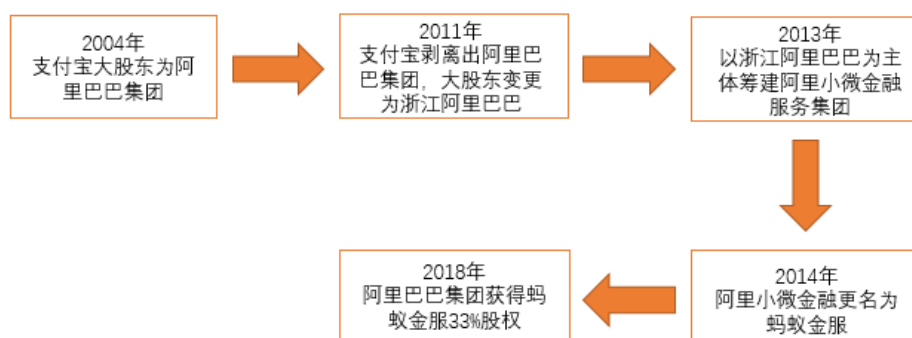 2004年
支付宝大股东为阿
里巴巴集团
2011年
支付宝剥离出阿里巴
巴集团，大股东变更
为浙江阿里巴巴
2013年
以浙江阿里巴巴为主
体筹建阿里小微金融
服务集团
2014年
阿里小微金融更名为
蚂蚁金服
2018年
阿里巴巴集团获得蚂
蚁金服33%股权